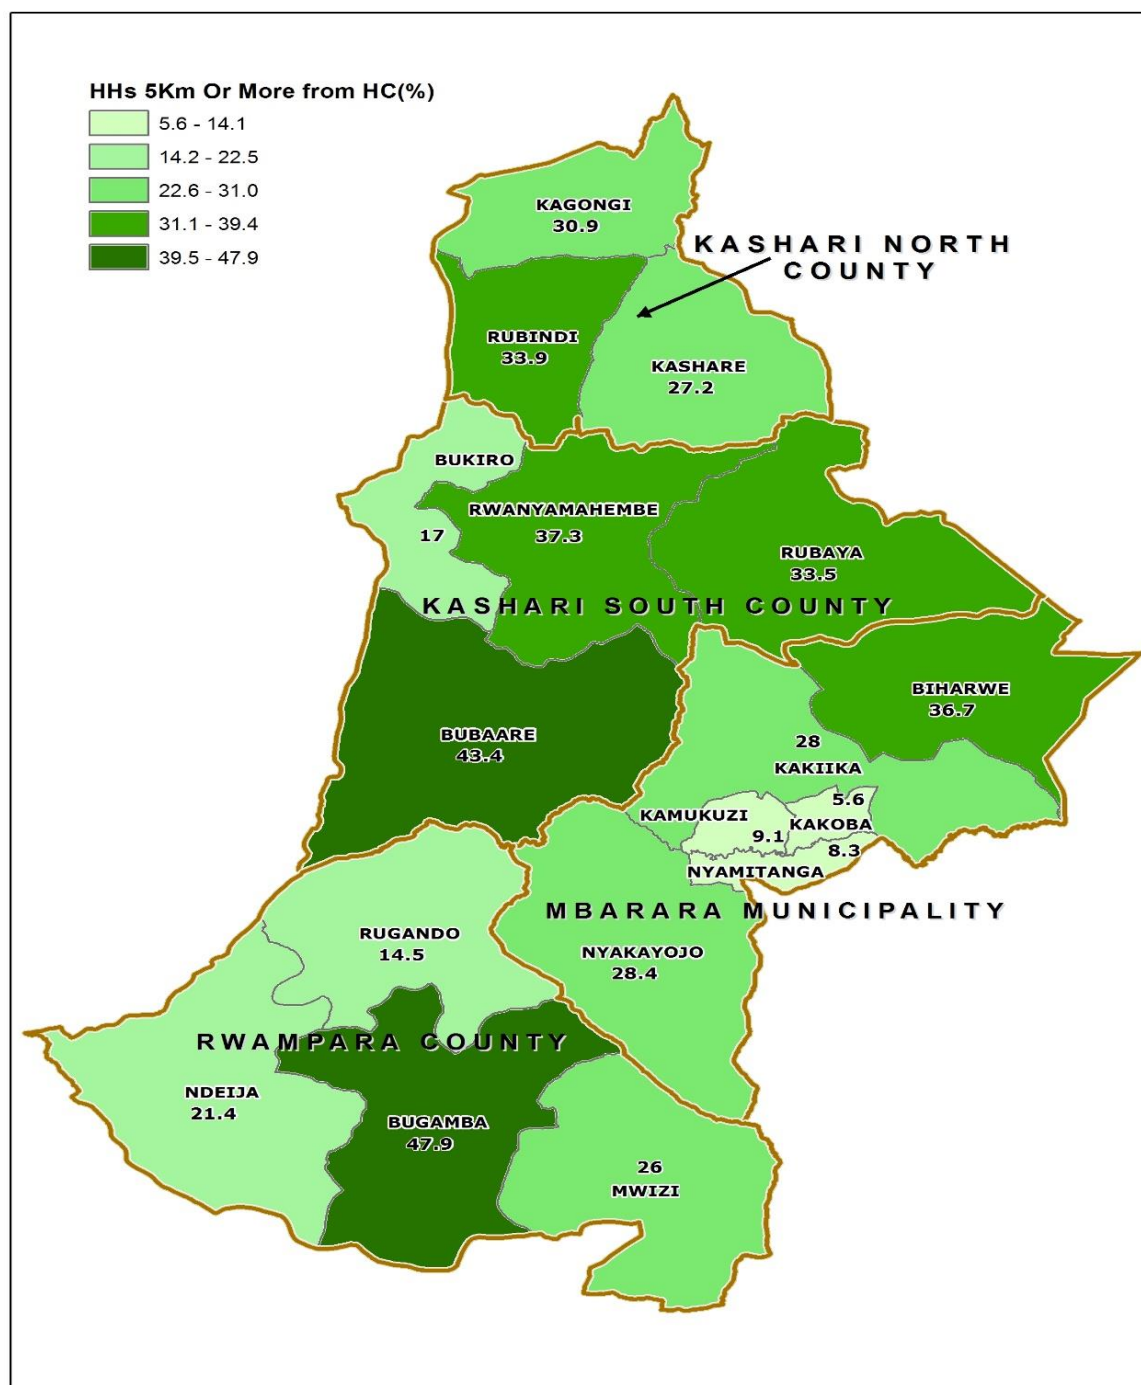 HHs 5Km Or More from HC(%)
5.6 - 14.1
14.2 - 22.5
22.6 - 31.0
31.1 - 39.4
39.5 - 47.9
KAGONGI
30.9
KASHARI NORTH
COUNTY
RUBINDI
33.9
KASHARE
27.2
BUKIRO
17
RWANYAMAHEMBE
37.3
RUBAYA
33.5
KASHARI SOUTH COUNTY
BIHARWE
36.7
BUBAARE
43.4
28
KAKIIKA
KAMUKUZI
9.1
5.6
KAKOBA
8.3
NYAMITANGA
MBARARA MUNICIPALITY
RUGANDO
14.5
NYAKAYOJO
28.4
RWAMPARA COUNTY
NDEIJA
21.4
BUGAMBA
47.9
26
MWIZI